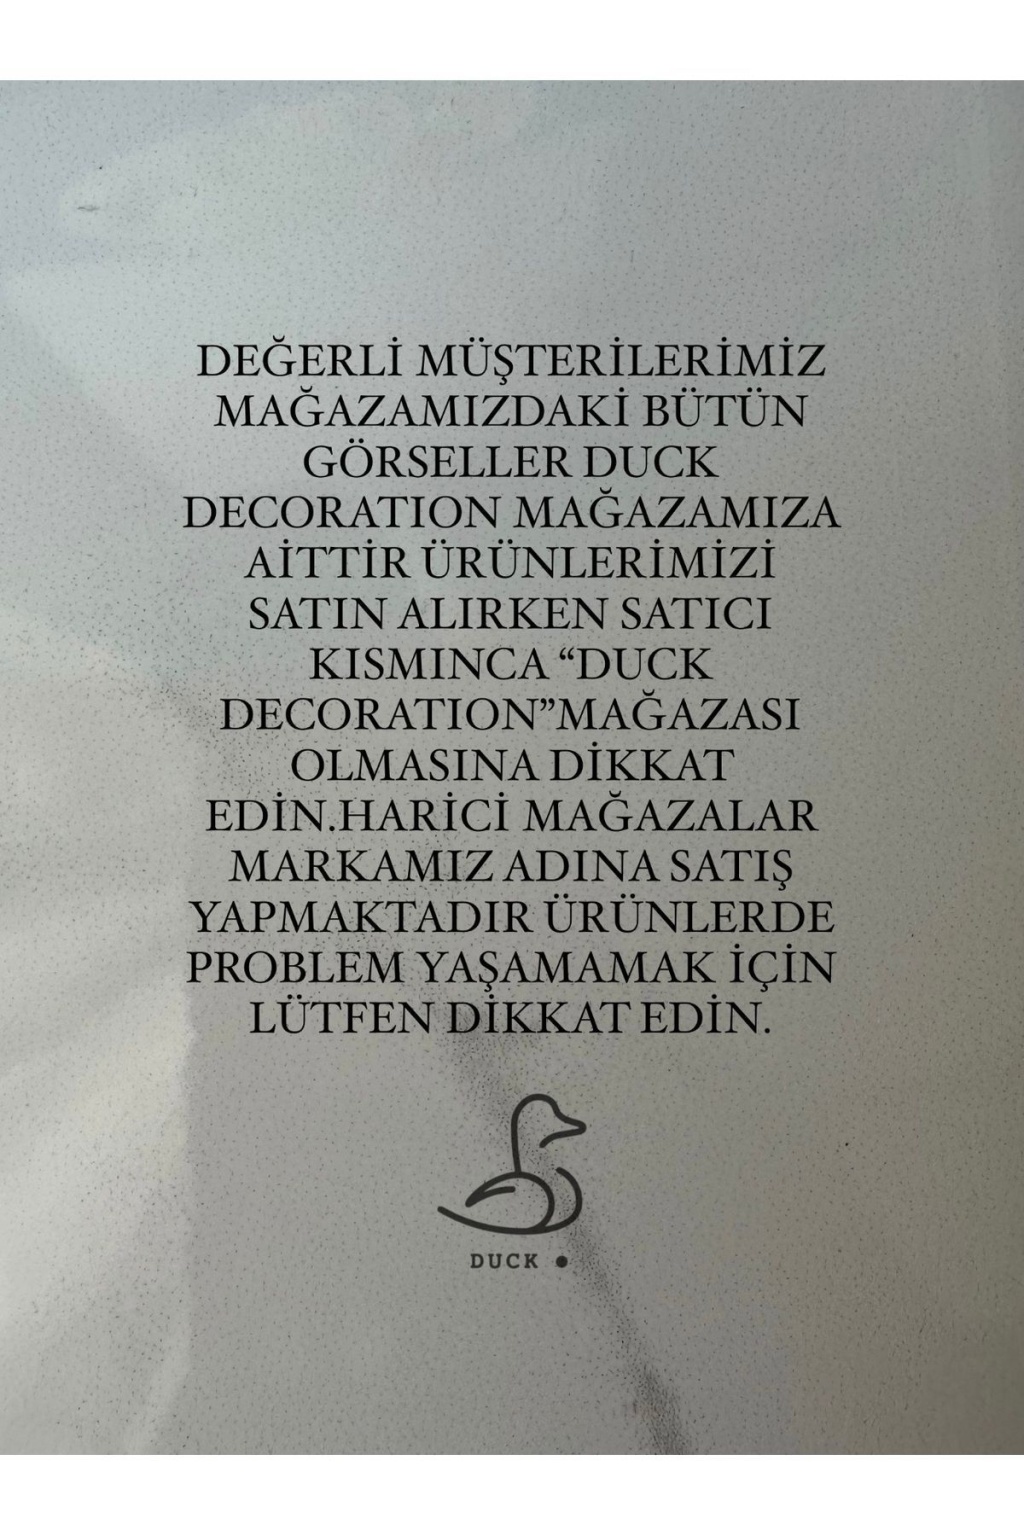 DEĞERLİ MÜŞTERİLERİMİZ
MAĞAZAMIZDAKİ BÜTÜN
GÖRSELLER DUCK
DECORATION MAĞAZAMIZA
AİTTİR ÜRÜNLERİMİZİ
SATIN ALIRKEN SATICI
KISMINCA “DUCK
DECORATION”MAĞAZASI
OLMASINA DİKKAT
EDİN.HARİCİ MAĞAZALAR
MARKAMIZ ADINA SATIŞ
YAPMAKTADIR ÜRÜNLERDE
PROBLEM YAŞAMAMAK İÇİN
LÜTFEN DİKKAT EDİN.
DUCK